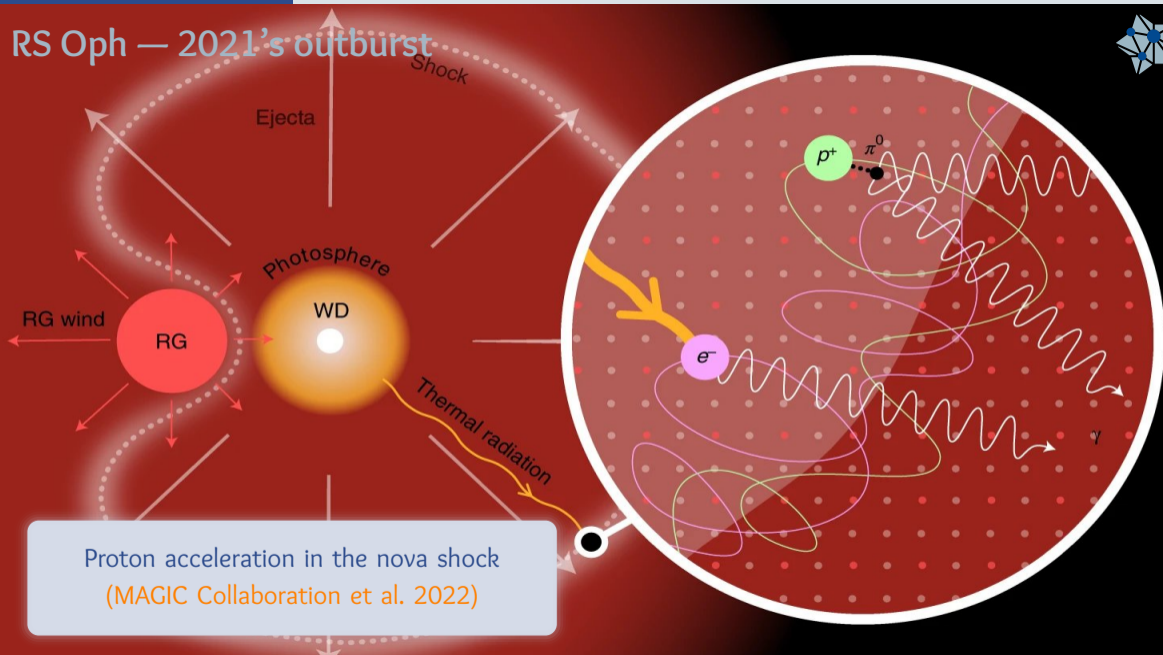 RS Oph — 2021's outburst
Shock
Ejecta
Photosphere
WD
RG wind
RG
Thermal radiation
p⁺
π⁰
e⁻
γ
Proton acceleration in the nova shock
(MAGIC Collaboration et al. 2022)